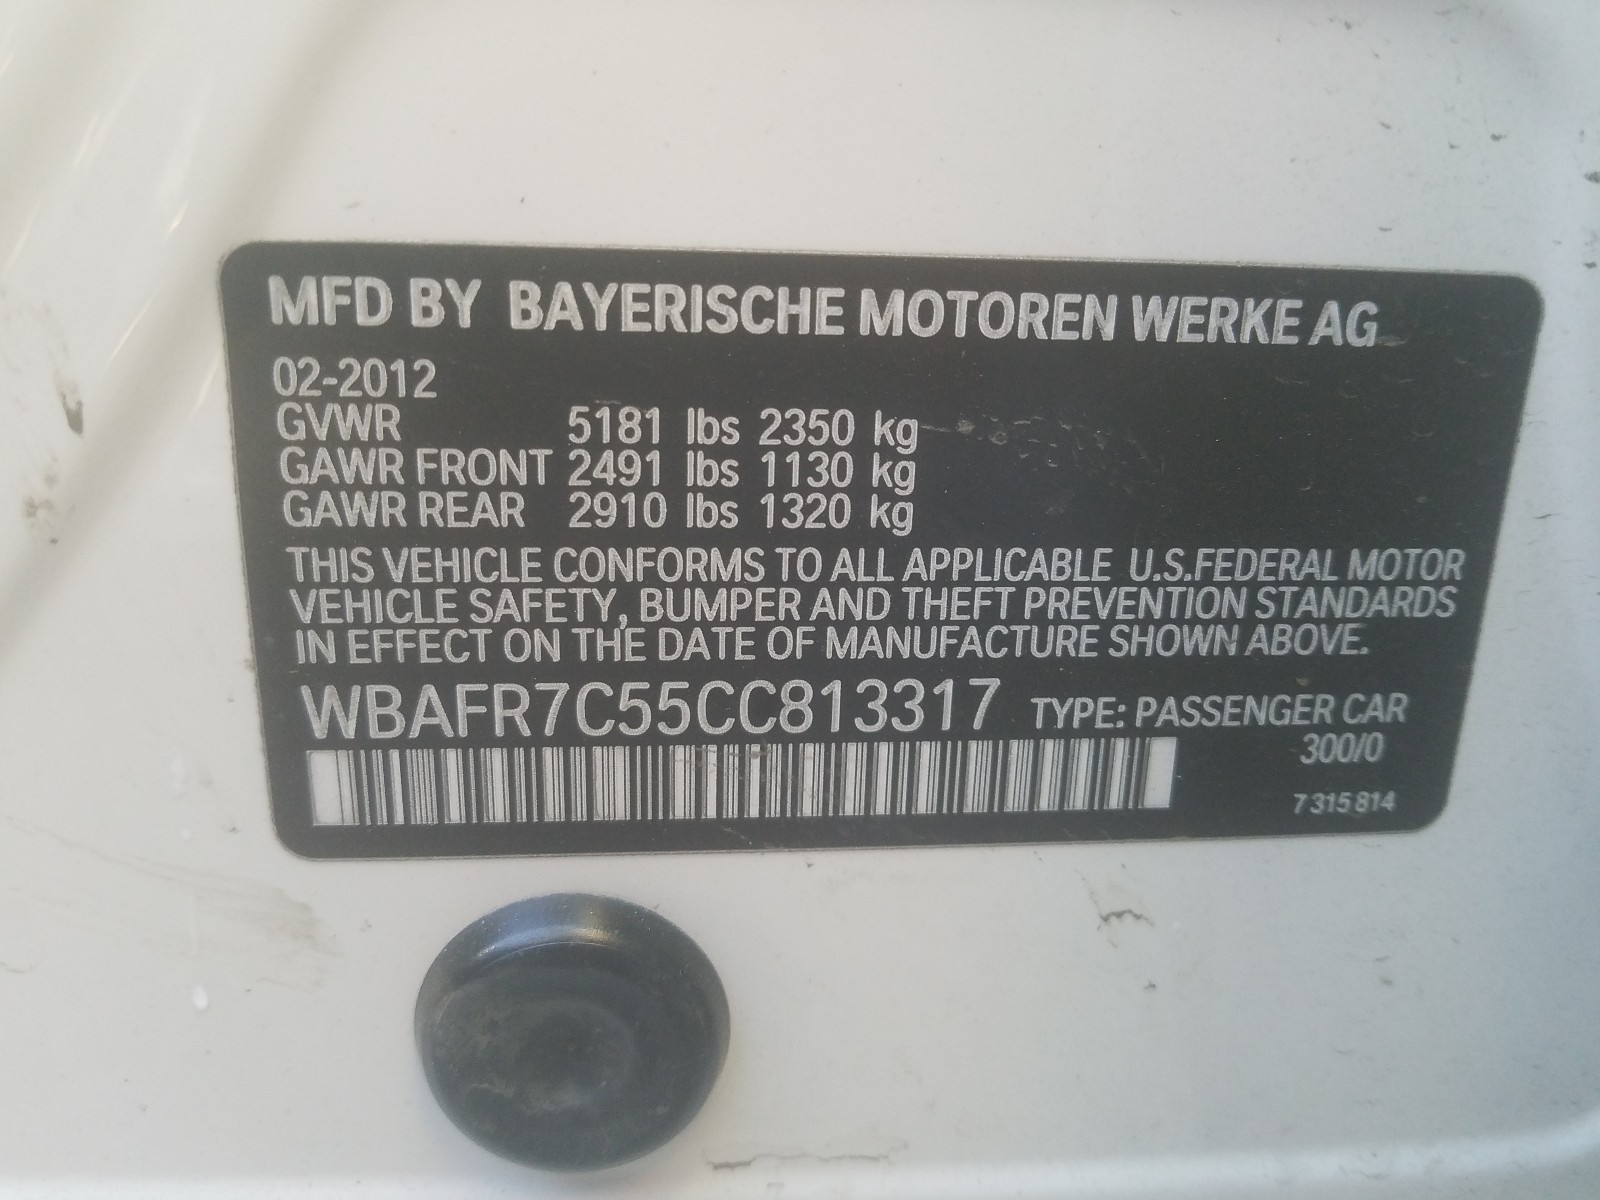 MFD BY BAYERISCHE MOTOREN WERKE AG
02-2012
GVWR 5181 lbs 2350 kg
GAWR FRONT 2491 lbs 1130 kg
GAWR REAR 2910 lbs 1320 kg
THIS VEHICLE CONFORMS TO ALL APPLICABLE U.S.FEDERAL MOTOR
VEHICLE SAFETY, BUMPER AND THEFT PREVENTION STANDARDS
IN EFFECT ON THE DATE OF MANUFACTURE SHOWN ABOVE.
WBAFR7C55CC813317 TYPE: PASSENGER CAR
300/0
7 315 814